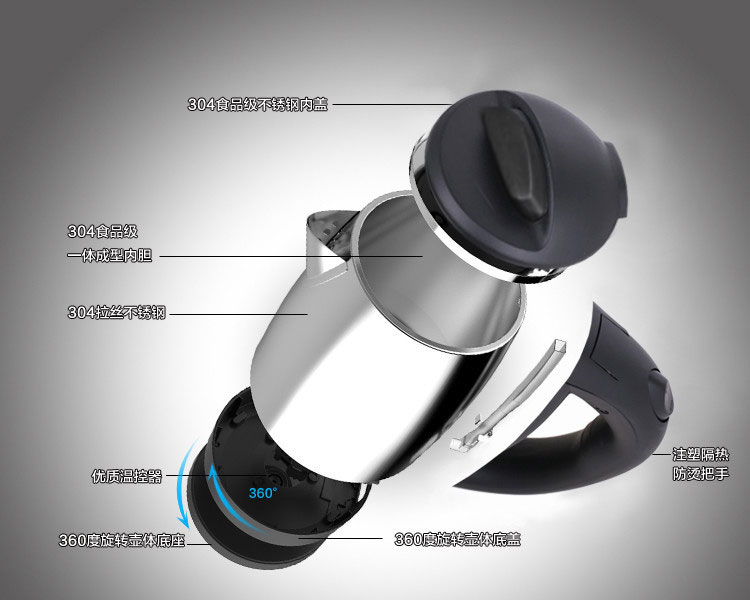 304食品级不锈钢内盖
304食品级
一体成型内胆
304拉丝不锈钢
注塑隔热
防烫把手
优质温控器
360°
360度旋转壶体底座
360度旋转壶体底盖